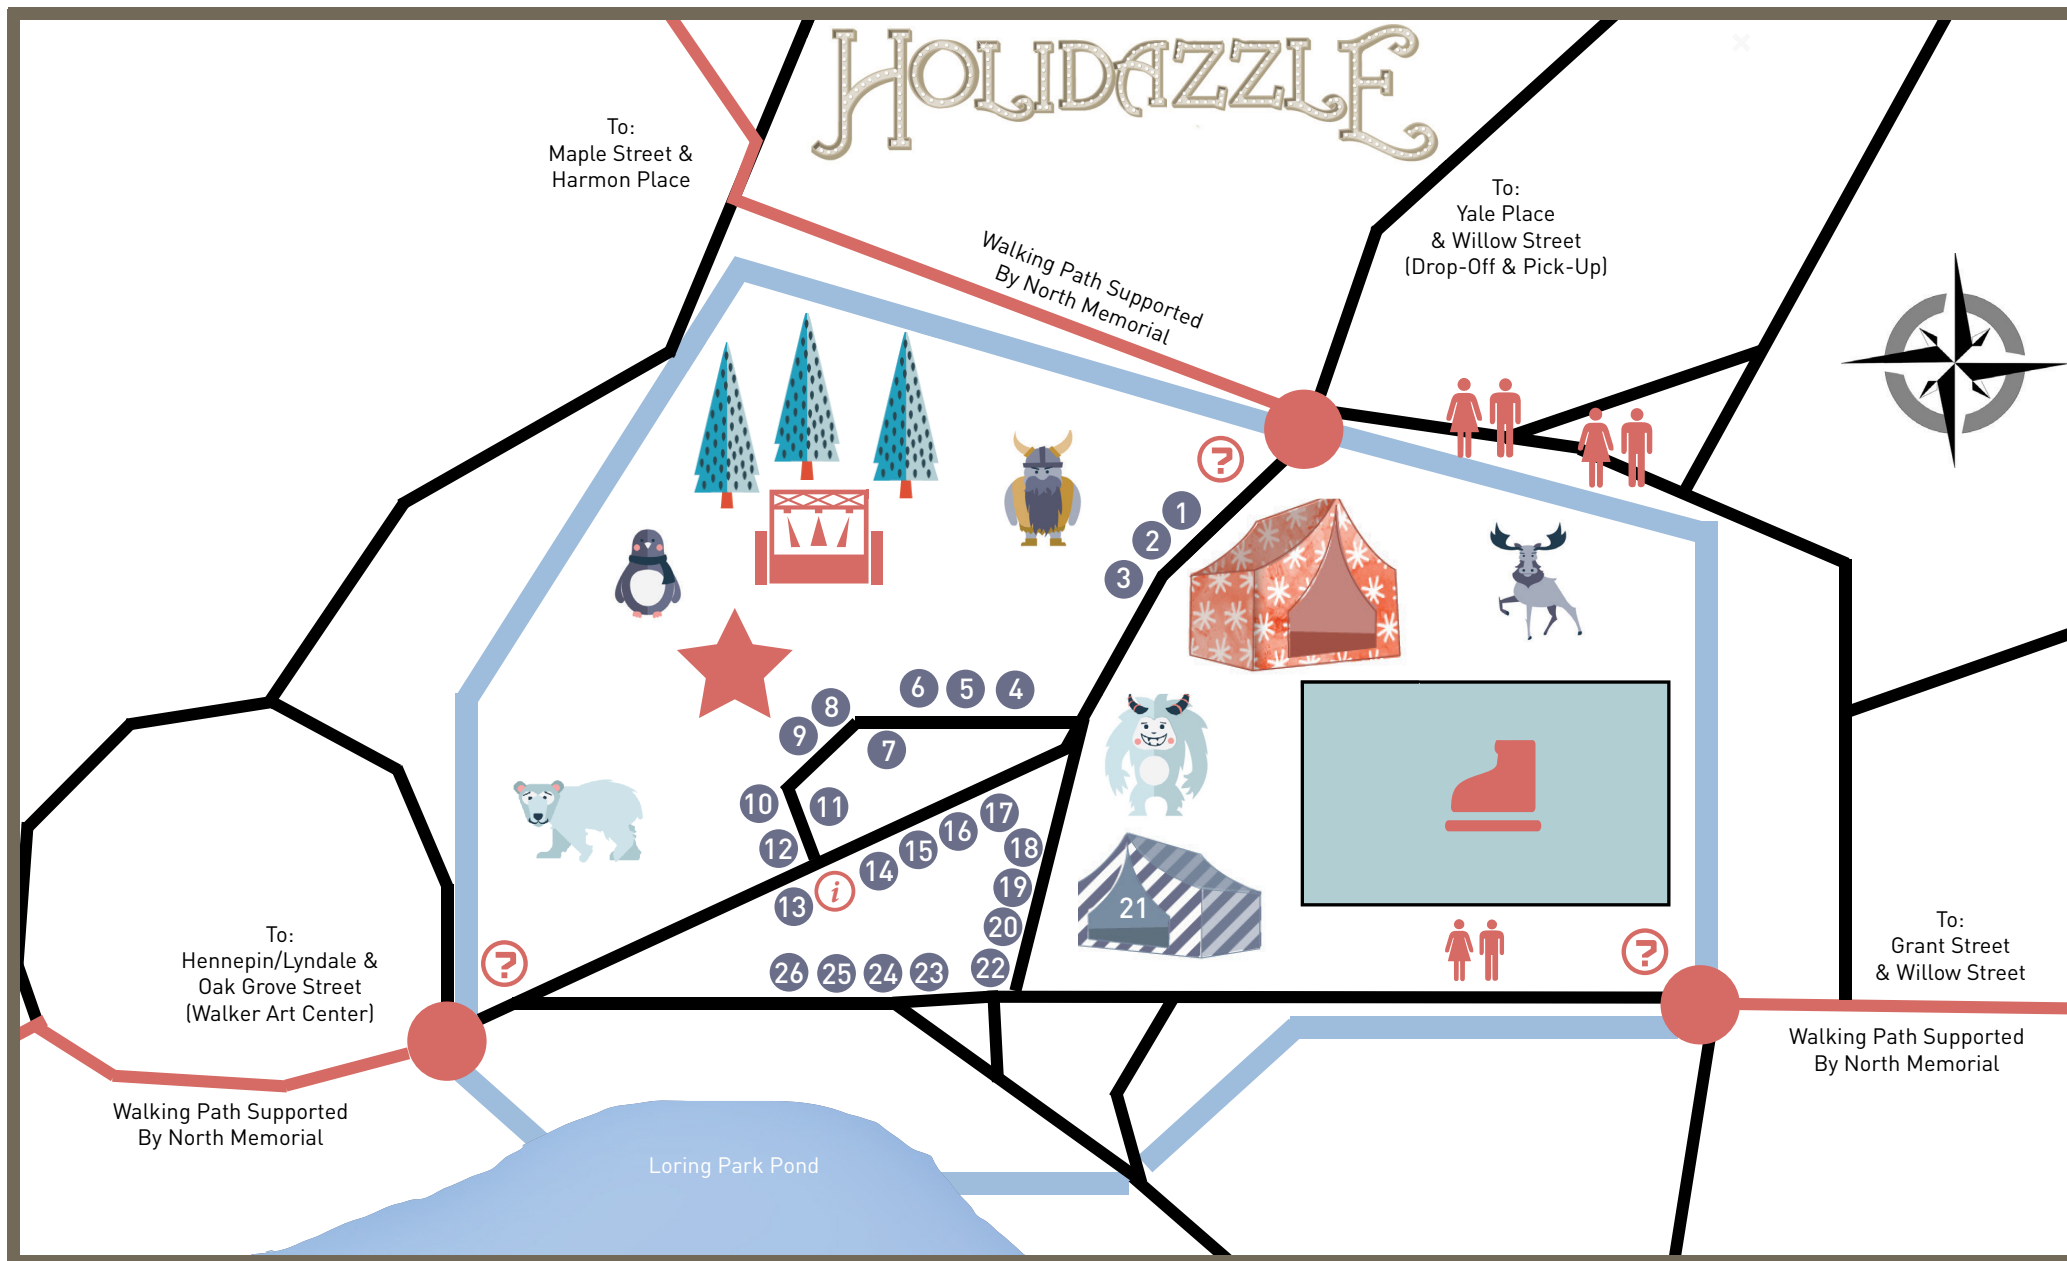 HOLIDAZZLE
To:
Maple Street &
Harmon Place
To:
Yale Place
& Willow Street
(Drop-Off & Pick-Up)
Walking Path Supported
By North Memorial
?
1
2
3
6
5
4
8
9
7
10
11
12
17
16
15
14
18
13
i
19
21
20
22
26
25
24
23
?
?
To:
Hennepin/Lyndale &
Oak Grove Street
(Walker Art Center)
To:
Grant Street
& Willow Street
Walking Path Supported
By North Memorial
Walking Path Supported
By North Memorial
Loring Park Pond